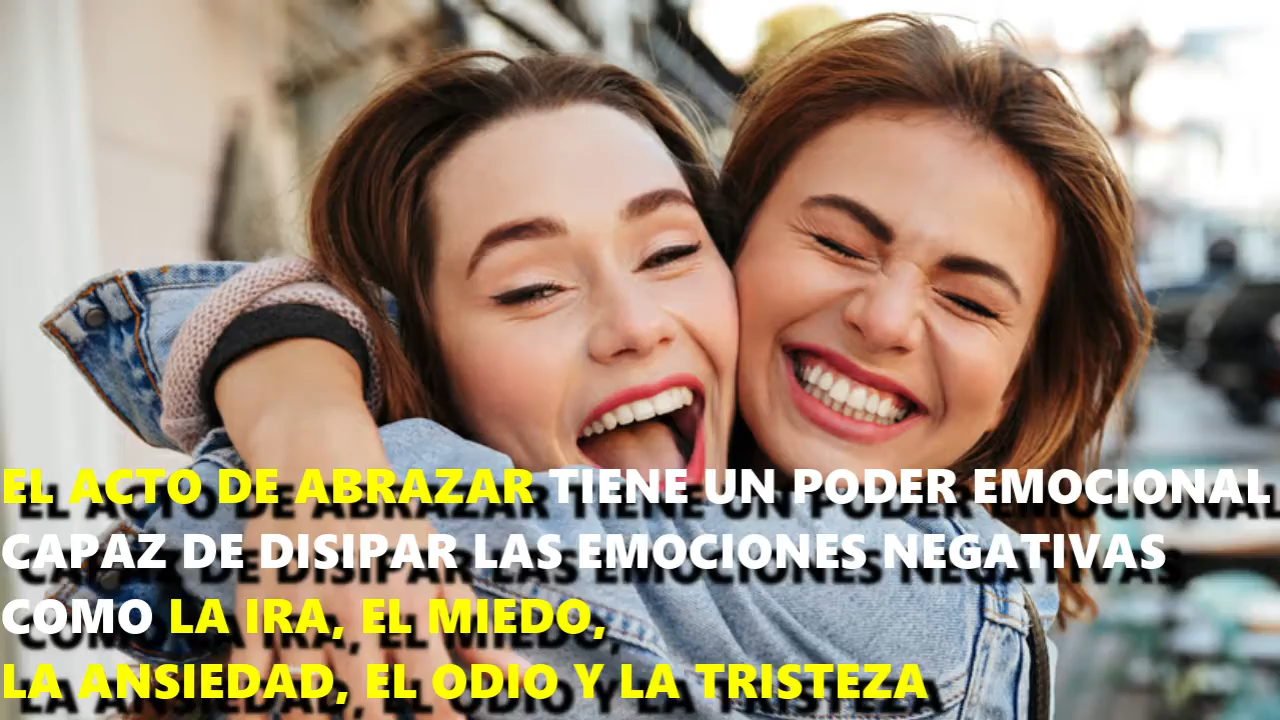 EL ACTO DE ABRAZAR TIENE UN PODER EMOCIONAL
CAPAZ DE DISIPAR LAS EMOCIONES NEGATIVAS
COMO LA IRA, EL MIEDO,
LA ANSIEDAD, EL ODIO Y LA TRISTEZA